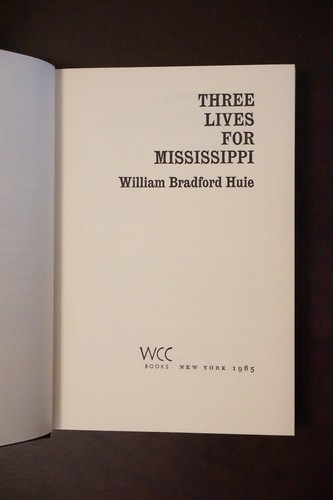 THREE
LIVES
FOR
MISSISSIPPI
William Bradford Huie
WCC
BOOKS NEW YORK 1965